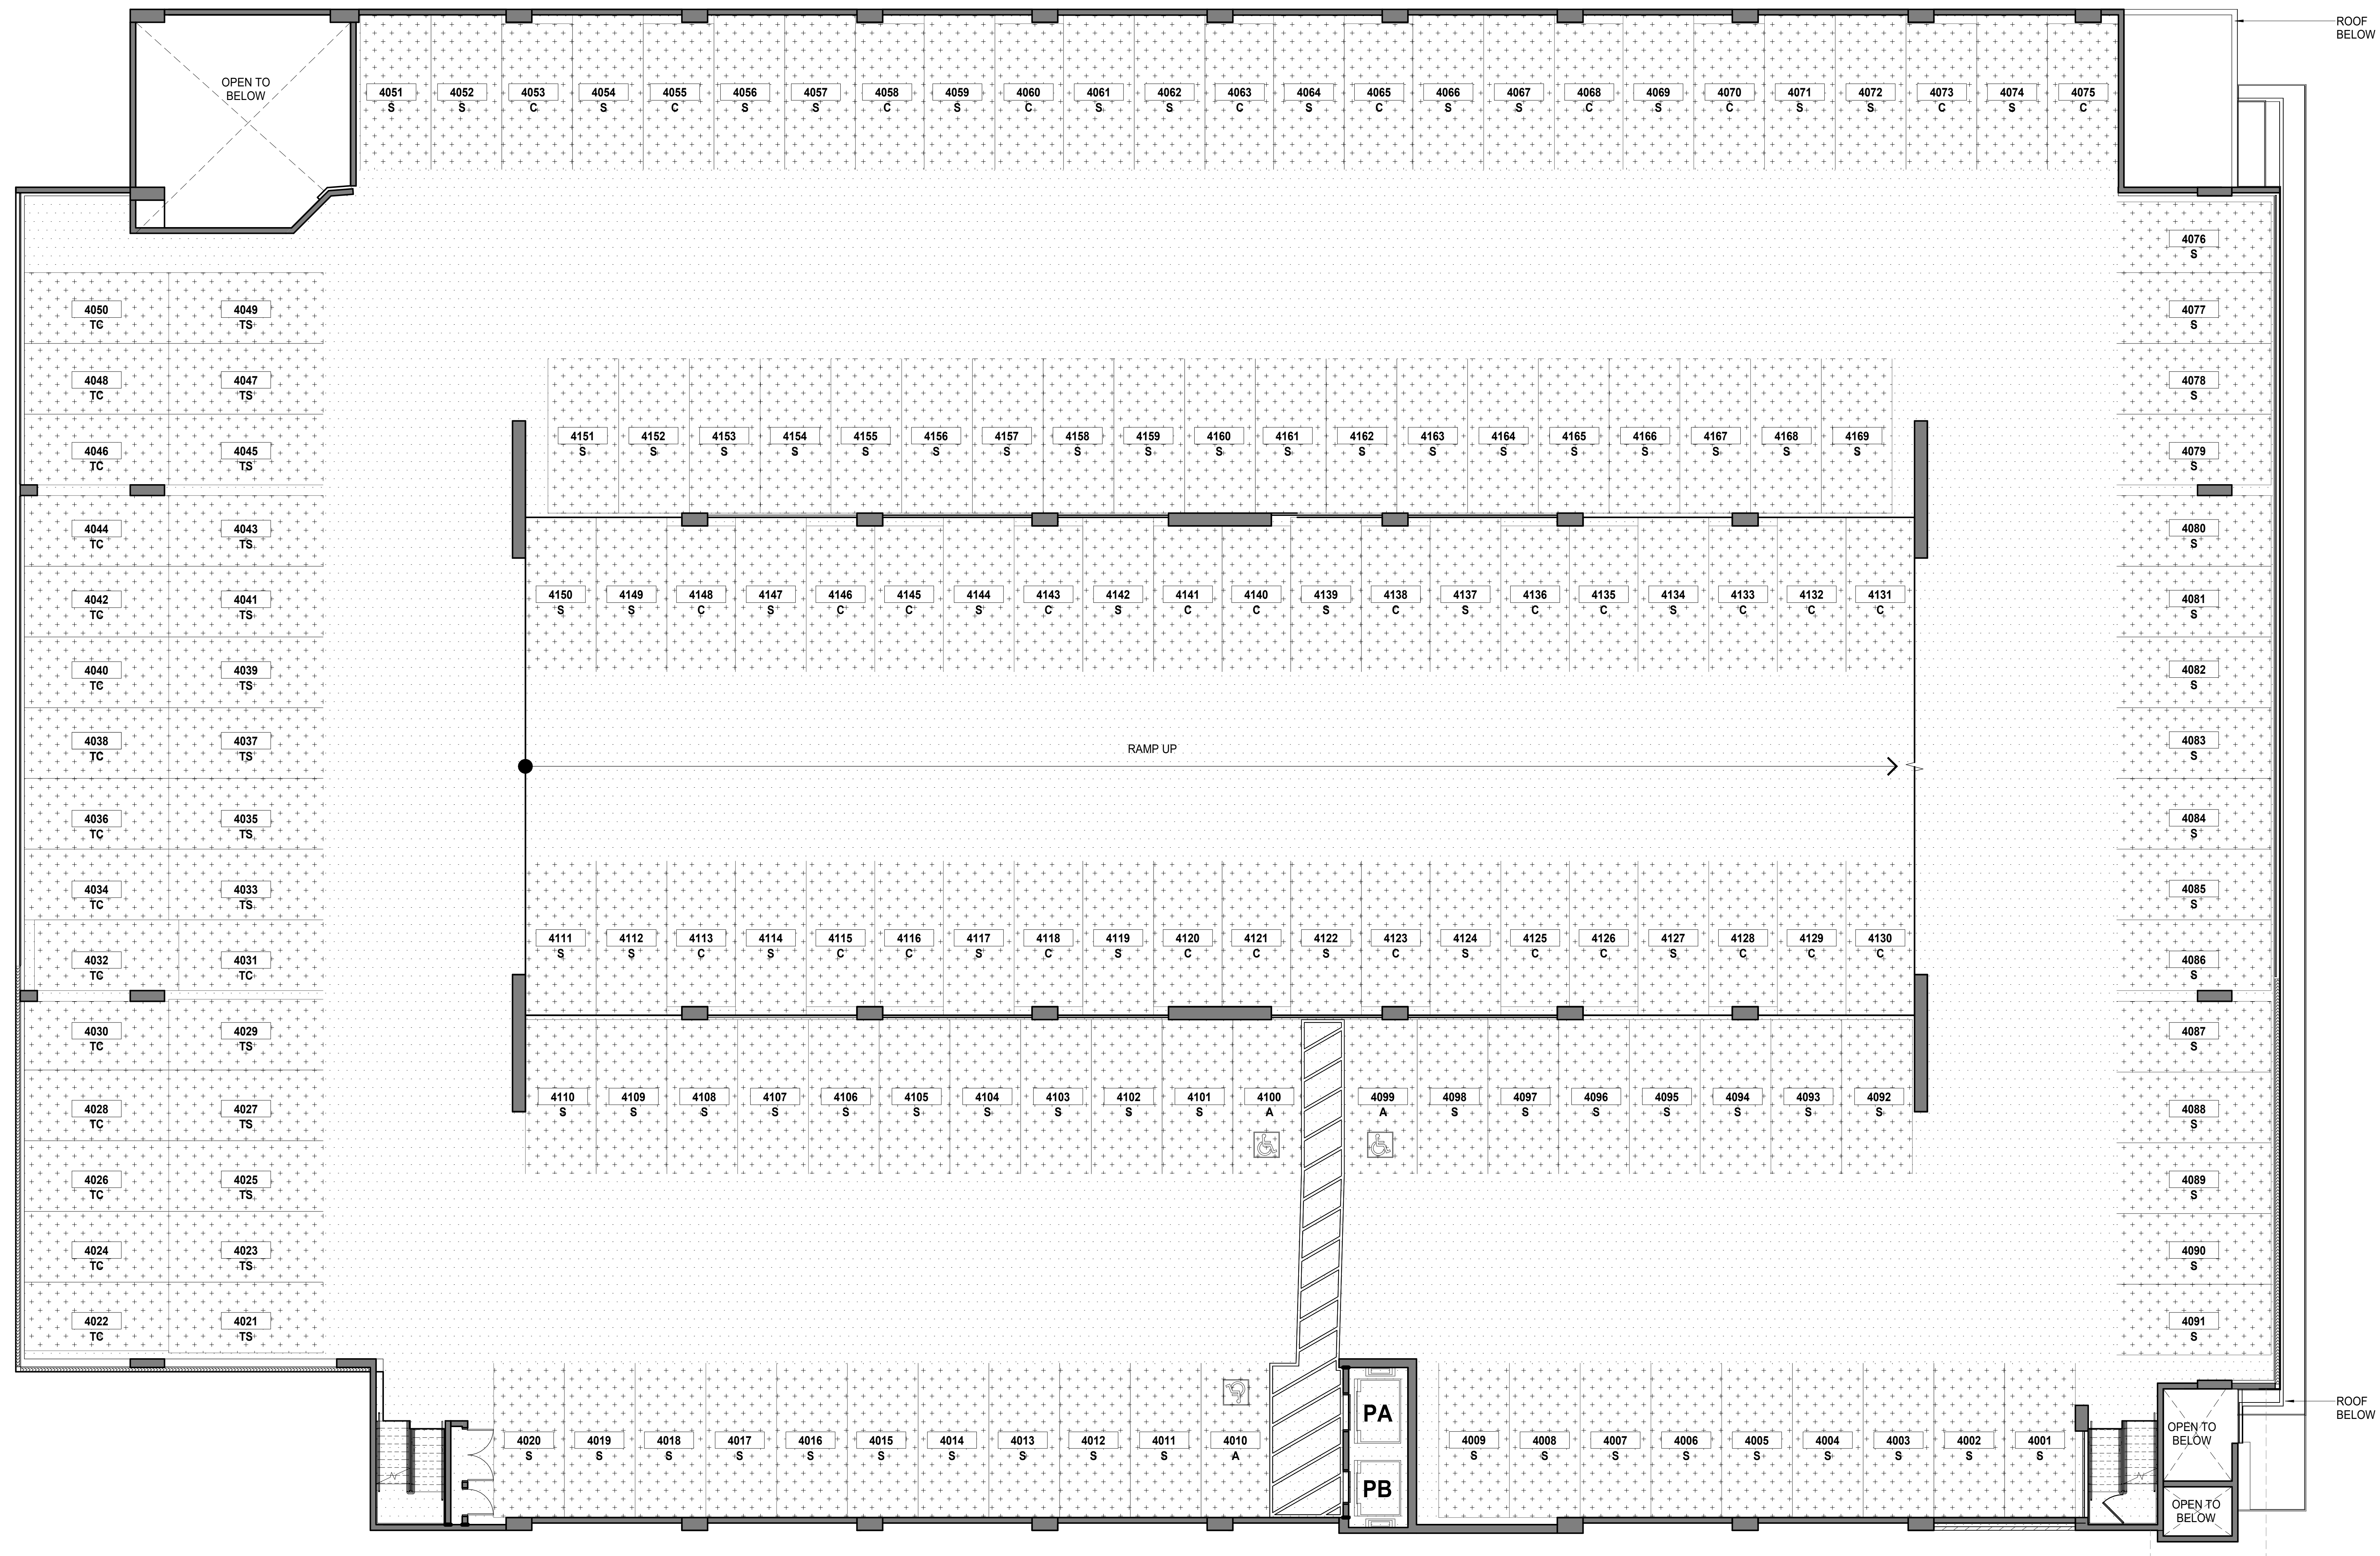 ROOF
BELOW
OPEN TO
BELOW
4051 4052 4053 4054 4055 4056 4057 4058 4059 4060 4061 4062 4063 4064 4065 4066 4067 4068 4069 4070 4071 4072 4073 4074 4075
S S C S C S S C S C S S C S C S S C S C S S C S C
4076
S
4050 4049 4077
TC TS S
4048 4047 4078
TC TS S
4151 4152 4153 4154 4155 4156 4157 4158 4159 4160 4161 4162 4163 4164 4165 4166 4167 4168 4169
S S S S S S S S S S S S S S S S S S S
4046 4045 4079
TC TS S
4044 4043 4080
TC TS S
4150 4149 4148 4147 4146 4145 4144 4143 4142 4141 4140 4139 4138 4137 4136 4135 4134 4133 4132 4131
S S C S C C S C S C C S C S C C S C C C
4042 4041 4081
TC TS S
4040 4039 4082
TC TS S
4038 4037 4083
TC TS S
RAMP UP
4036 4035 4084
TC TS S
4034 4033 4085
TC TS S
4111 4112 4113 4114 4115 4116 4117 4118 4119 4120 4121 4122 4123 4124 4125 4126 4127 4128 4129 4130
S S C S C C S C S C C S C S C C S C C C
4032 4031 4086
TC TC S
4030 4029 4087
TC TS S
4110 4109 4108 4107 4106 4105 4104 4103 4102 4101 4100 4099 4098 4097 4096 4095 4094 4093 4092
S S S S S S S S S S A A S S S S S S S
4028 4027 4088
TC TS S
4026 4025 4089
TC TS S
4024 4023 4090
TC TS S
4022 4021 4091
TC TS S
ROOF
BELOW
PA
4020 4019 4018 4017 4016 4015 4014 4013 4012 4011 4010 4009 4008 4007 4006 4005 4004 4003 4002 4001
S S S S S S S S S S A S S S S S S S S S
OPEN TO
BELOW
PB
OPEN TO
BELOW